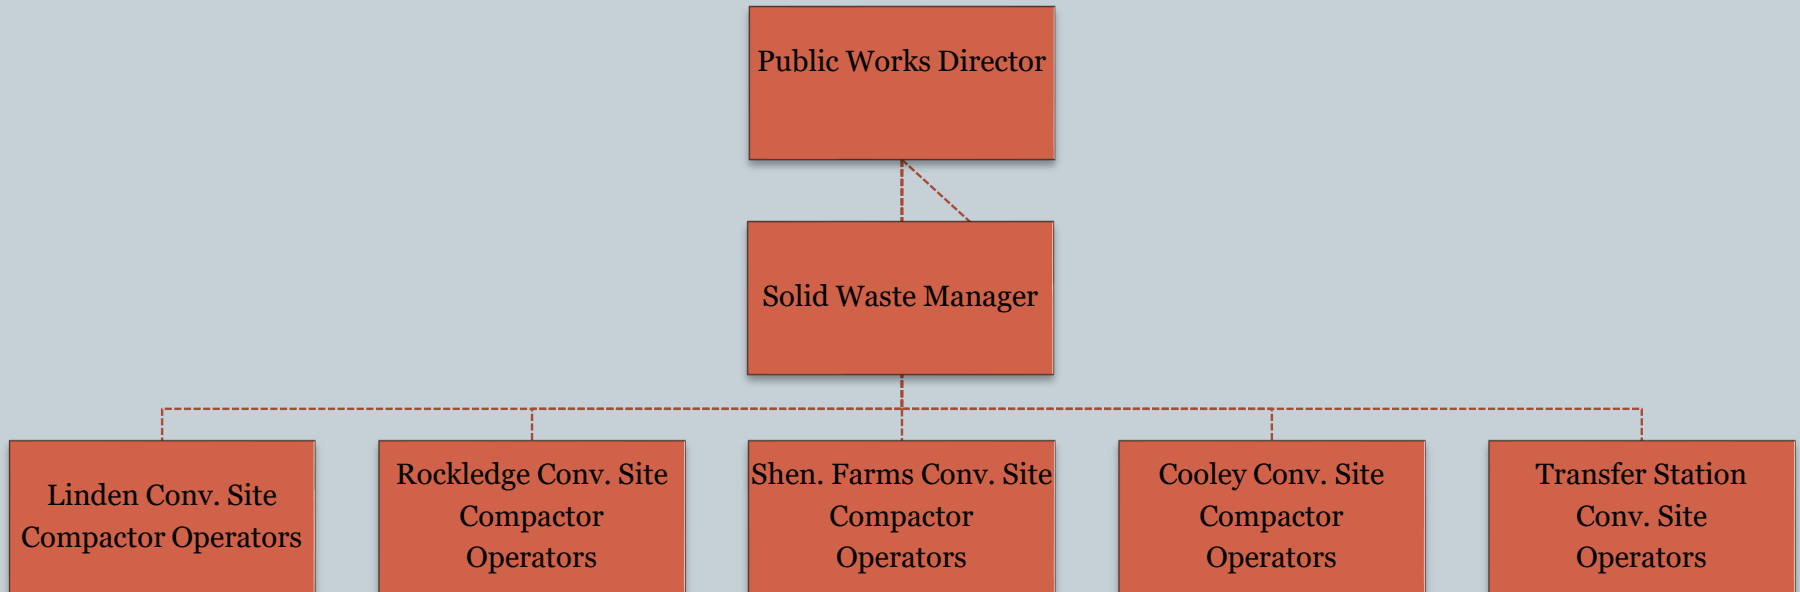 Public Works Director
Solid Waste Manager
Linden Conv. Site
Compactor Operators
Rockledge Conv. Site
Compactor
Operators
Shen. Farms Conv. Site
Compactor
Operators
Cooley Conv. Site
Compactor
Operators
Transfer Station
Conv. Site
Operators